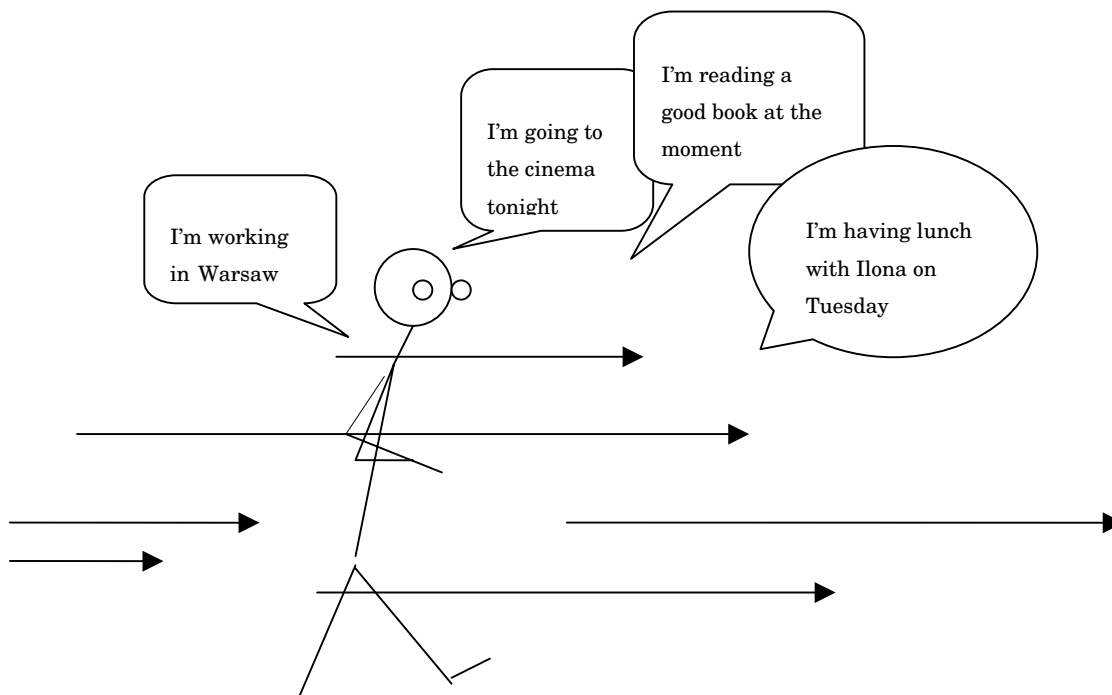 I'm working
in Warsaw
I'm going to
the cinema
tonight
I'm reading a
good book at the
moment
I'm having lunch
with Ilona on
Tuesday